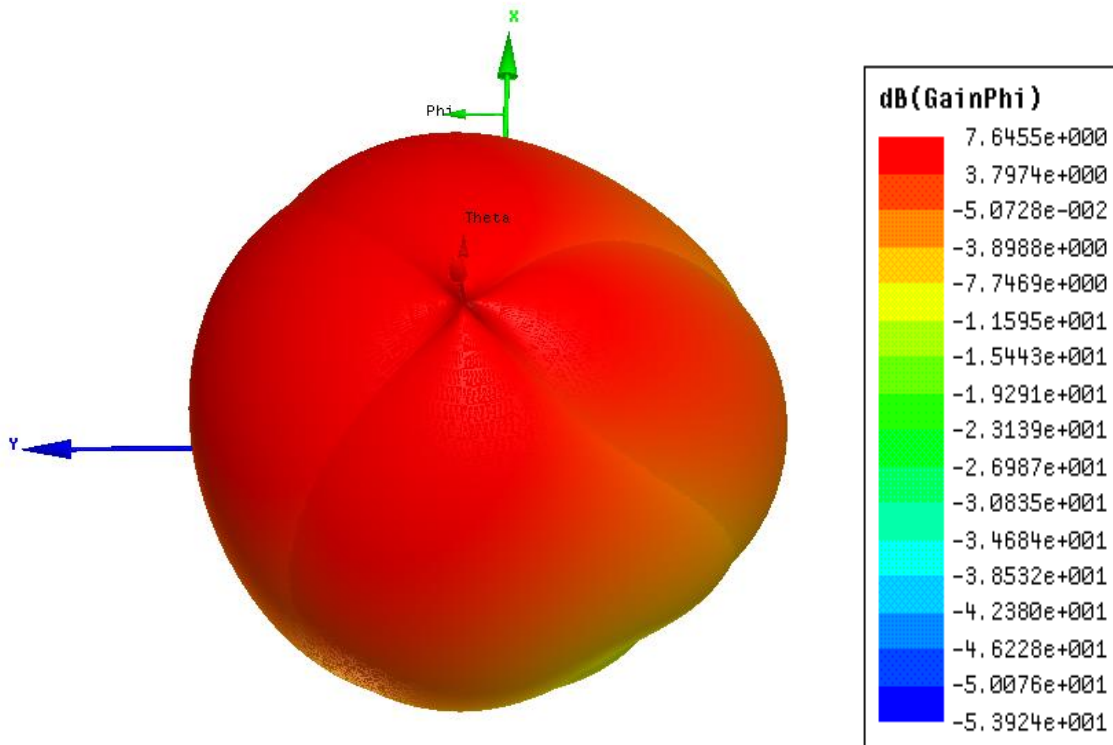 X
Phi
Theta
Y
dB(GainPhi)
7.6455e+000
3.7974e+000
-5.0728e-002
-3.8988e+000
-7.7469e+000
-1.1595e+001
-1.5443e+001
-1.9291e+001
-2.3139e+001
-2.6987e+001
-3.0835e+001
-3.4684e+001
-3.8532e+001
-4.2380e+001
-4.6228e+001
-5.0076e+001
-5.3924e+001